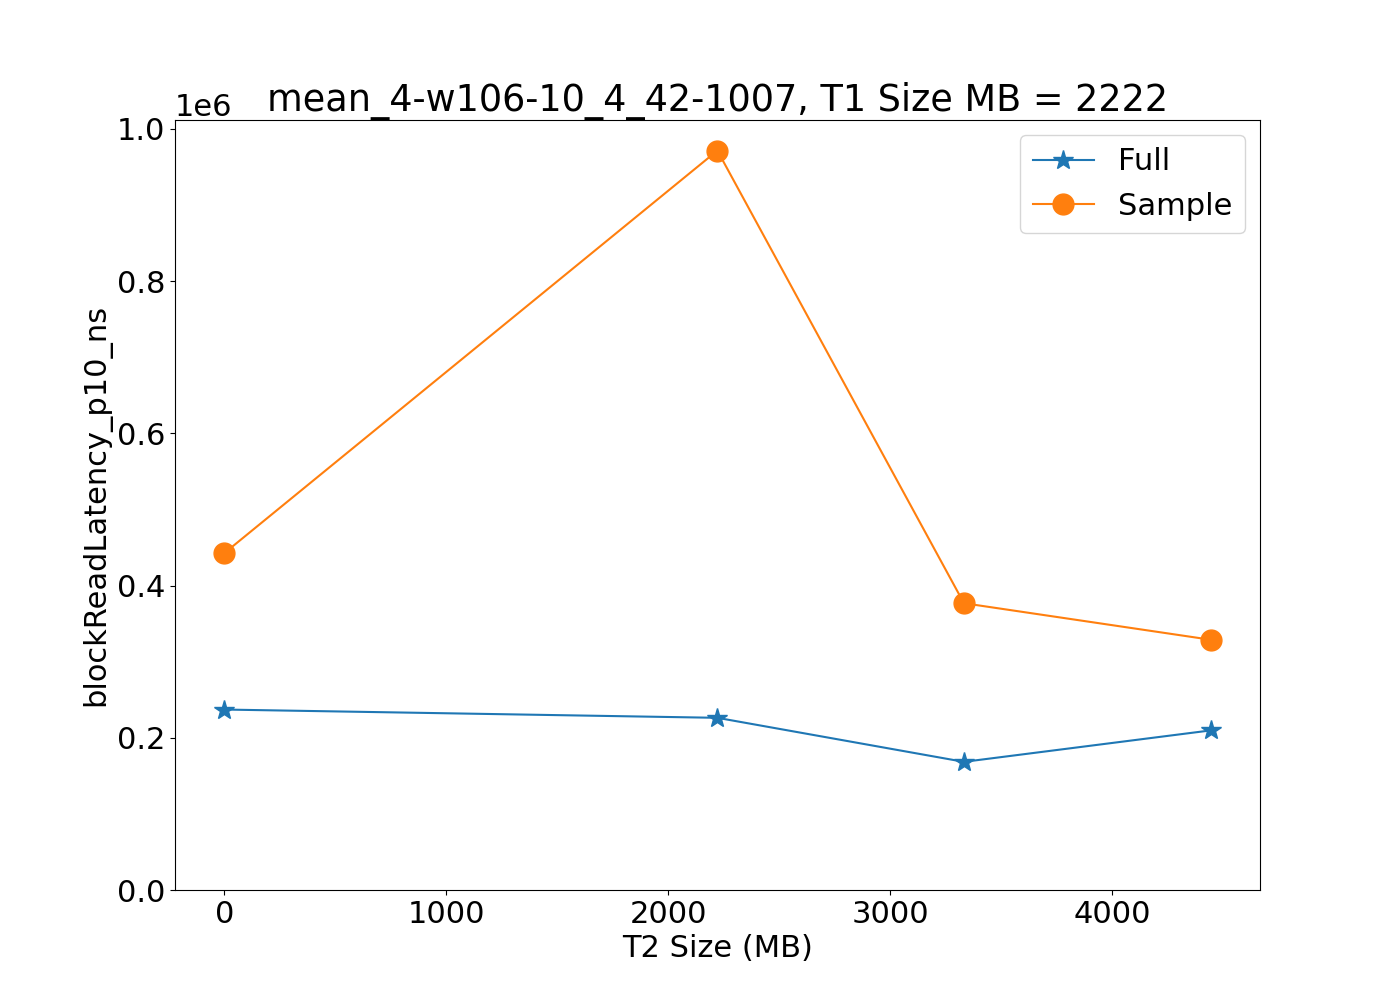 mean_4-w106-10_4_42-1007, T1 Size MB = 2222
1e6
Full
Sample
blockReadLatency_p10_ns
1.0
0.8
0.6
0.4
0.2
0.0
0 1000 2000 3000 4000
T2 Size (MB)